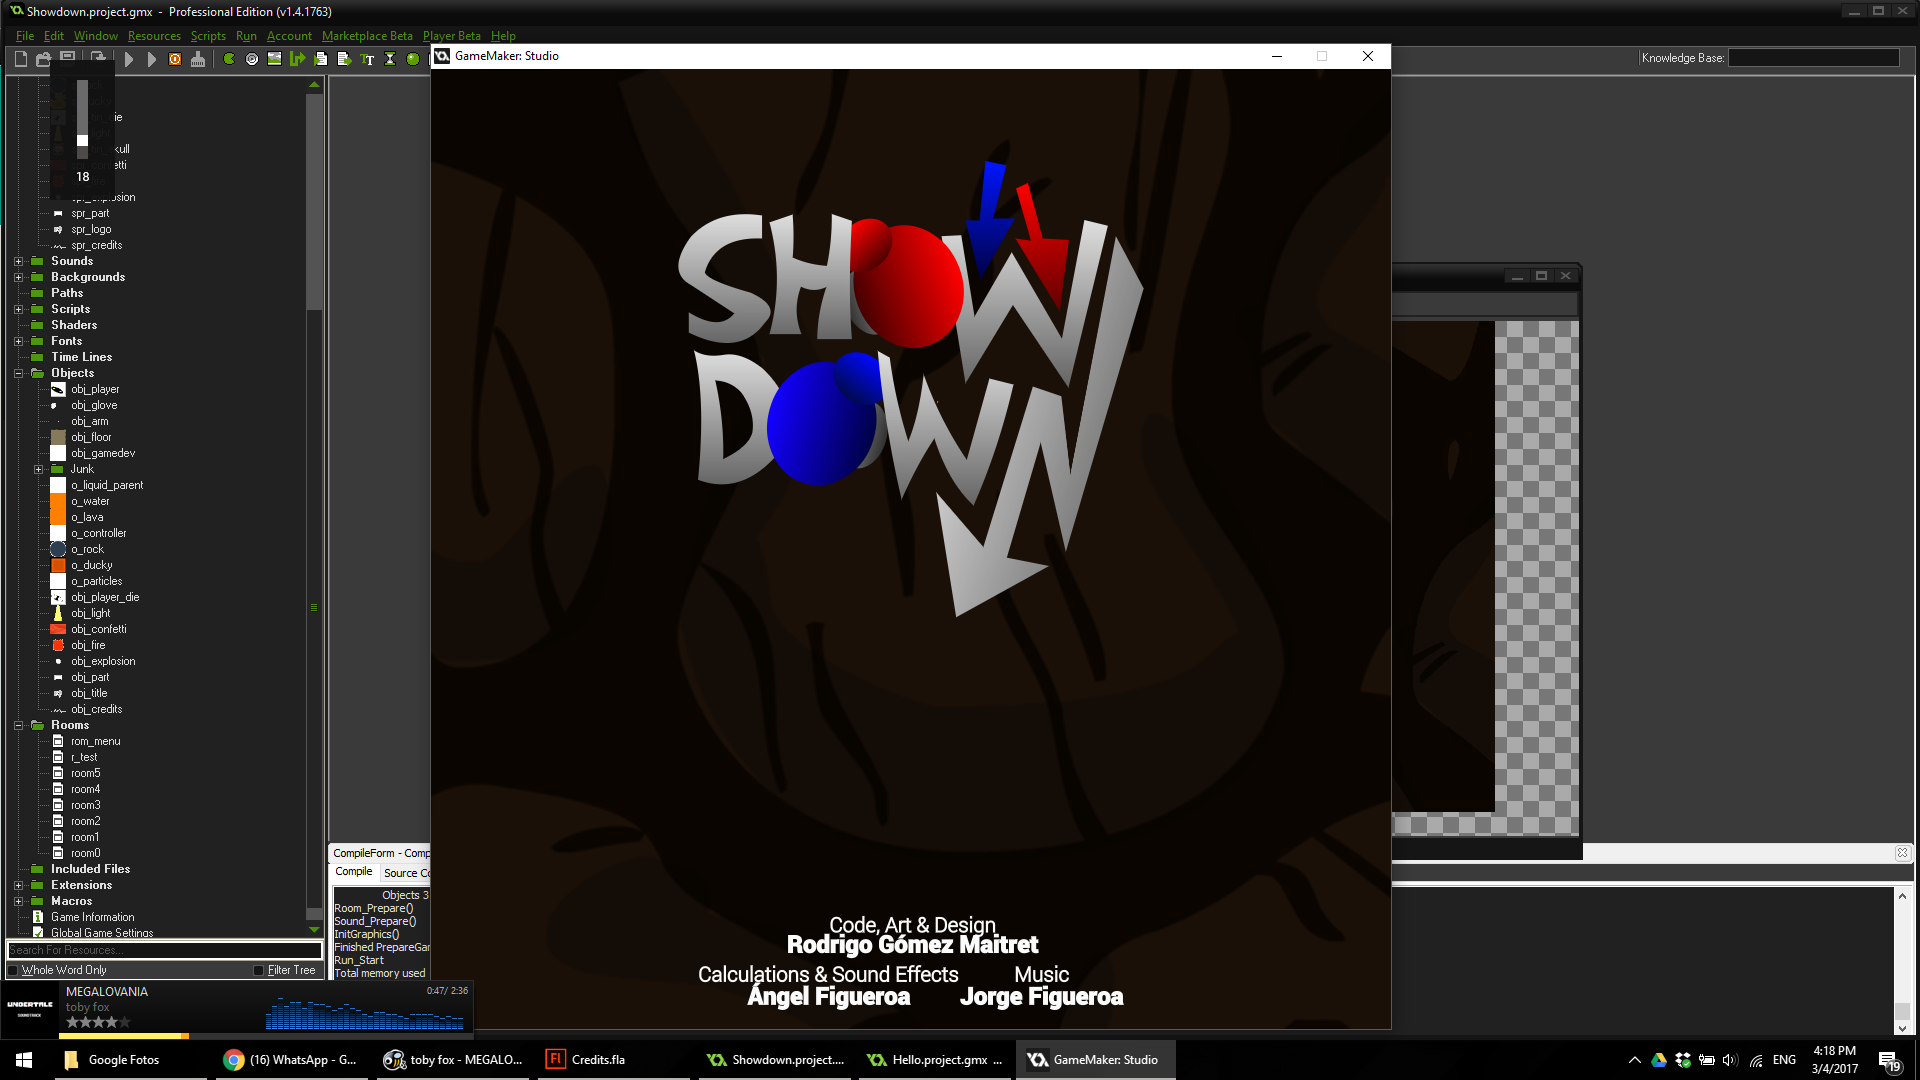 Showdown.project.gmx - Professional Edition (v1.4.1763)
File Edit Window Resources Scripts Run Account Marketplace Beta Player Beta Help
GameMaker: Studio
Knowledge Base:
18
spr_part
spr_logo
spr_credits
Sounds
Backgrounds
Paths
Scripts
Shaders
Fonts
Time Lines
Objects
obj_player
obj_glove
obj_arm
obj_floor
obj_gamedev
Junk
o_liquid_parent
o_water
o_lava
o_controller
o_rock
o_ducky
o_particles
obj_player_die
obj_light
obj_confetti
obj_fire
obj_explosion
obj_part
obj_title
obj_credits
Rooms
rom_menu
r_test
room5
room4
room3
room2
room1
room0
Included Files
Extensions
Macros
Game Information
Global Game Settings
Search For Resources...
Whole Word Only Filter Tree
SHOW
DOWN
CompileForm - Comp
Compile Source Co
Objects 3
Room_Prepare()
Sound_Prepare()
InitGraphics()
Finished PrepareGar
Run_Start
Total memory used
Code, Art & Design
Rodrigo Gómez Maitret
Calculations & Sound Effects Music
Ángel Figueroa Jorge Figueroa
UNDERTALE
SOUNDTRACK
MEGALOVANIA 0:47/ 2:36
toby fox
Google Fotos
(16) WhatsApp - G...
toby fox - MEGALO...
Credits.fla
Showdown.project....
Hello.project.gmx ...
GameMaker: Studio
ENG
4:18 PM
3/4/2017
19